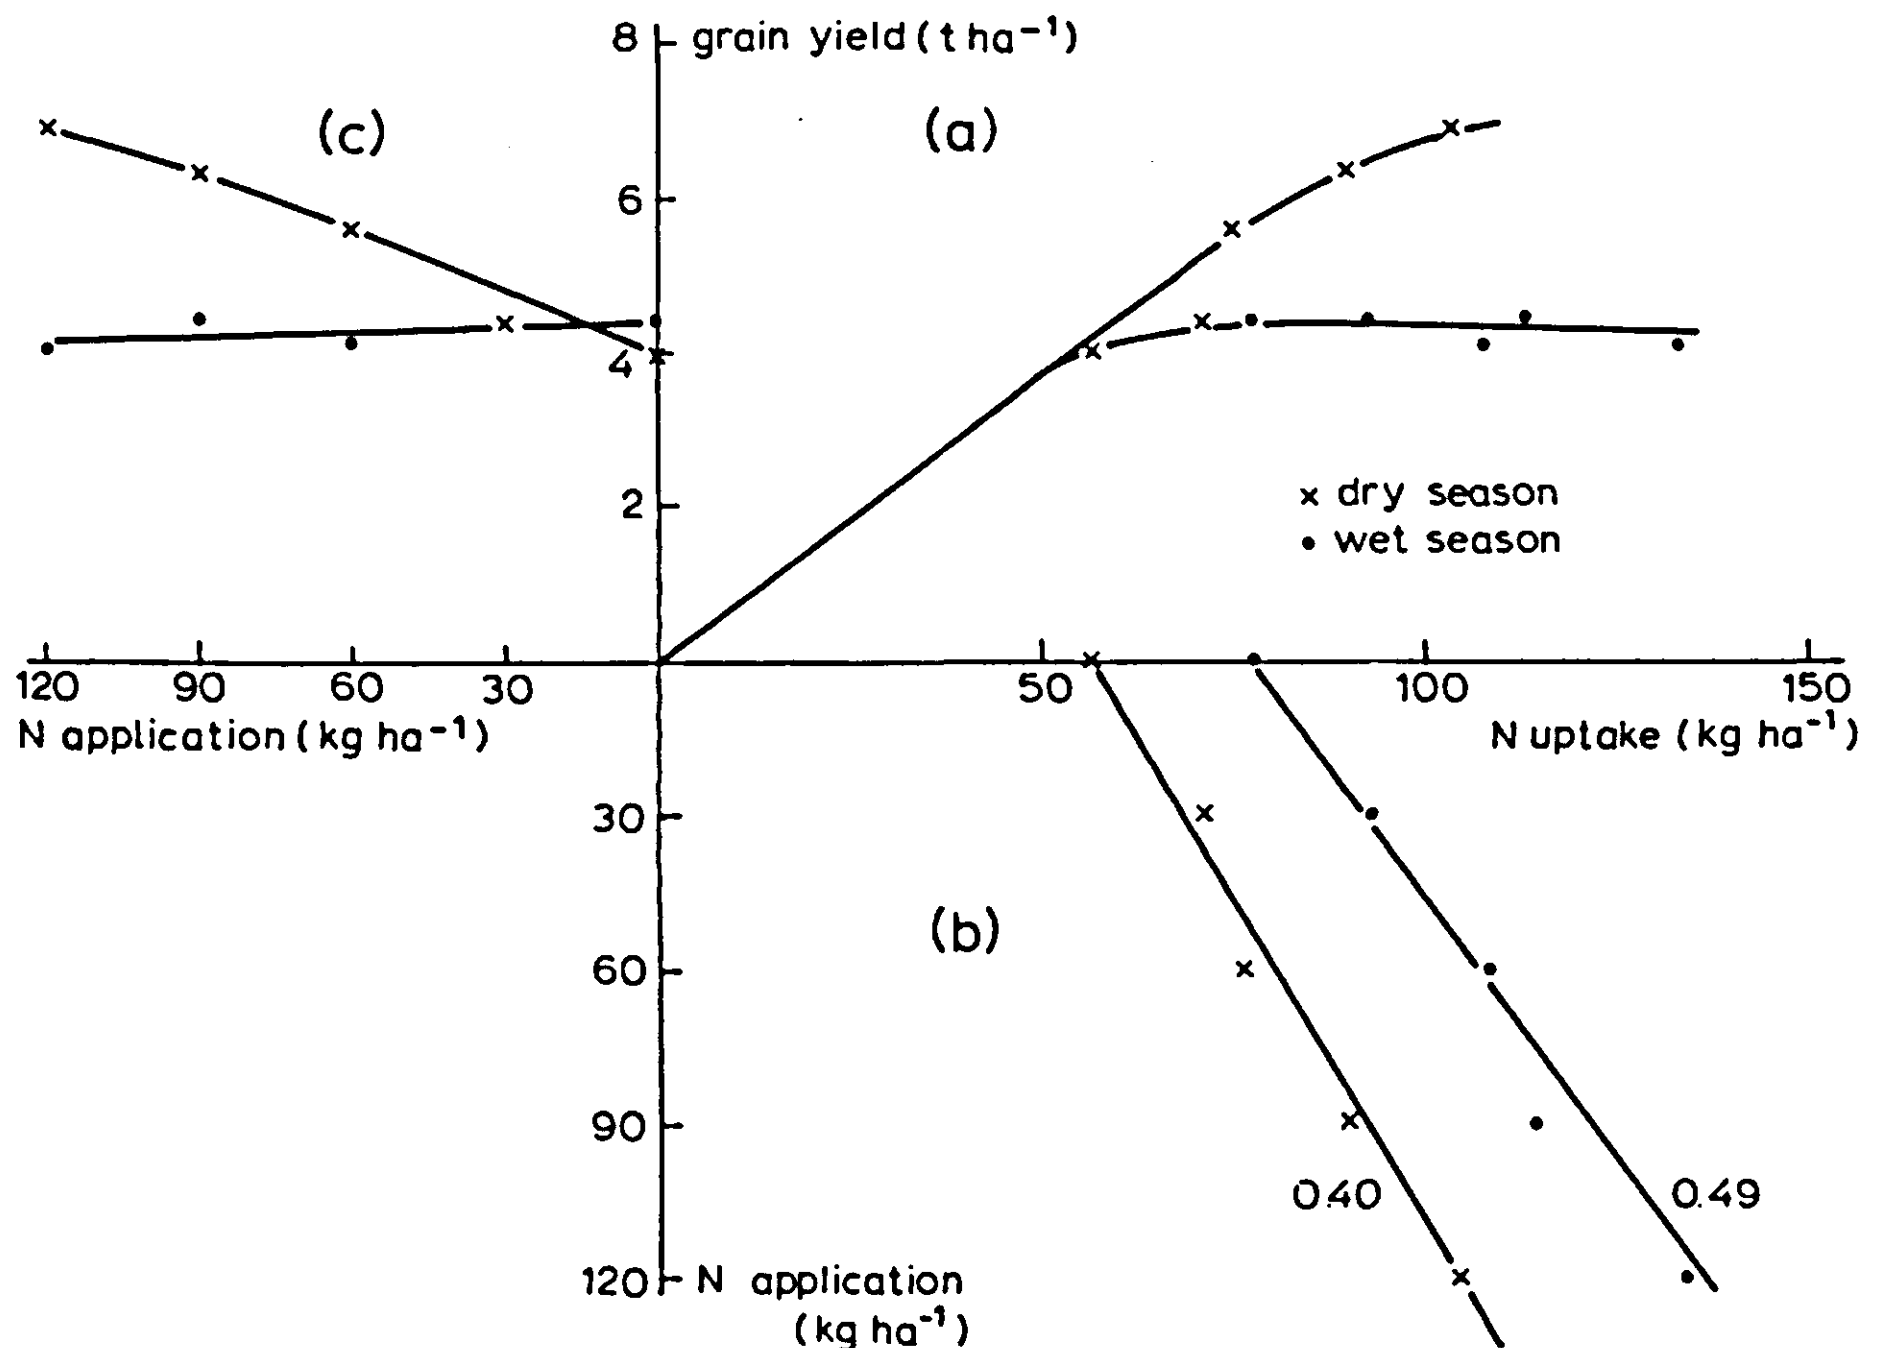 8 grain yield (t ha⁻¹)
(c) (a)
6
4
2
x dry season
• wet season
120 90 60 30 50 100 150
N application (kg ha⁻¹) N uptake (kg ha⁻¹)
30
(b)
60
90
0.40 0.49
120 N application
(kg ha⁻¹)